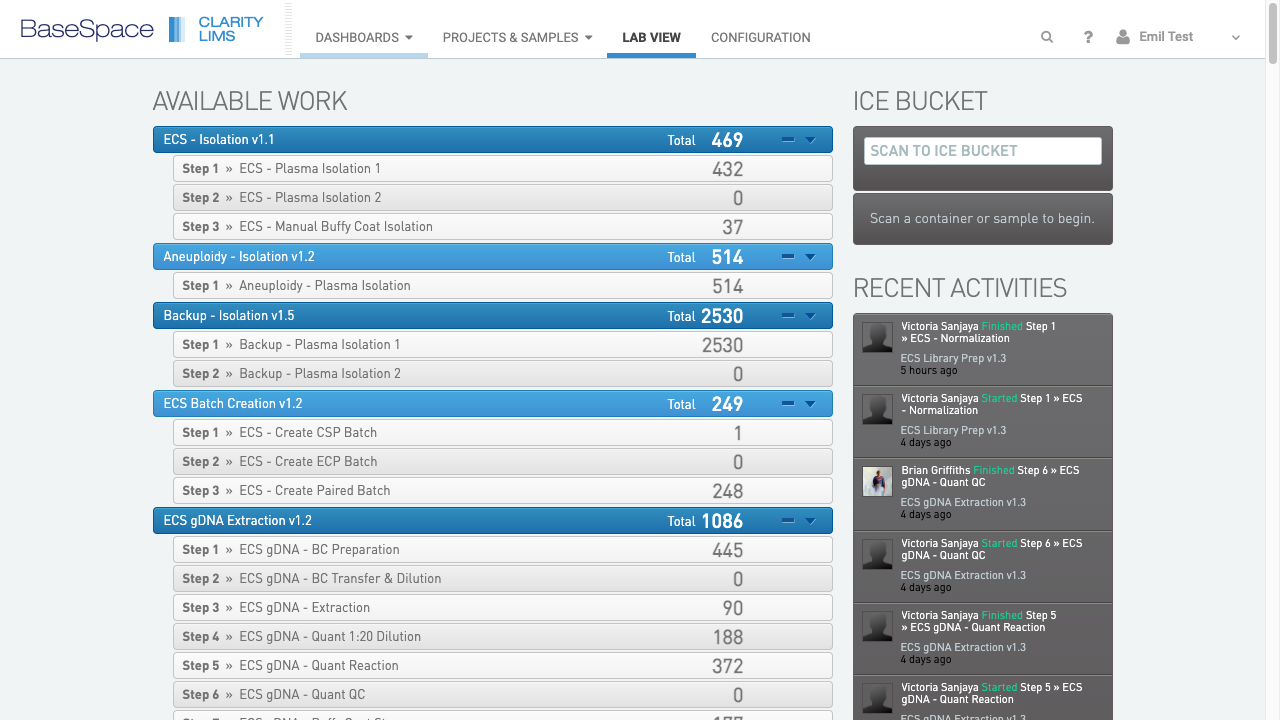 BaseSpace CLARITY LIMS DASHBOARDS PROJECTS & SAMPLES LAB VIEW CONFIGURATION ? Emil Test
AVAILABLE WORK
ECS - Isolation v1.1 Total 469
Step 1 » ECS - Plasma Isolation 1 432
Step 2 » ECS - Plasma Isolation 2 0
Step 3 » ECS - Manual Buffy Coat Isolation 37
Aneuploidy - Isolation v1.2 Total 514
Step 1 » Aneuploidy - Plasma Isolation 514
Backup - Isolation v1.5 Total 2530
Step 1 » Backup - Plasma Isolation 1 2530
Step 2 » Backup - Plasma Isolation 2 0
ECS Batch Creation v1.2 Total 249
Step 1 » ECS - Create CSP Batch 1
Step 2 » ECS - Create ECP Batch 0
Step 3 » ECS - Create Paired Batch 248
ECS gDNA Extraction v1.2 Total 1086
Step 1 » ECS gDNA - BC Preparation 445
Step 2 » ECS gDNA - BC Transfer & Dilution 0
Step 3 » ECS gDNA - Extraction 90
Step 4 » ECS gDNA - Quant 1:20 Dilution 188
Step 5 » ECS gDNA - Quant Reaction 372
Step 6 » ECS gDNA - Quant QC 0
ICE BUCKET
SCAN TO ICE BUCKET
Scan a container or sample to begin.
RECENT ACTIVITIES
Victoria Sanjaya Finished Step 1
» ECS - Normalization
ECS Library Prep v1.3
5 hours ago
Victoria Sanjaya Started Step 1 » ECS
- Normalization
ECS Library Prep v1.3
4 days ago
Brian Griffiths Finished Step 6 » ECS
gDNA - Quant QC
ECS gDNA Extraction v1.3
4 days ago
Victoria Sanjaya Started Step 6 » ECS
gDNA - Quant QC
ECS gDNA Extraction v1.3
4 days ago
Victoria Sanjaya Finished Step 5
» ECS gDNA - Quant Reaction
ECS gDNA Extraction v1.3
4 days ago
Victoria Sanjaya Started Step 5 » ECS
gDNA - Quant Reaction
ECS gDNA Extraction v1.3